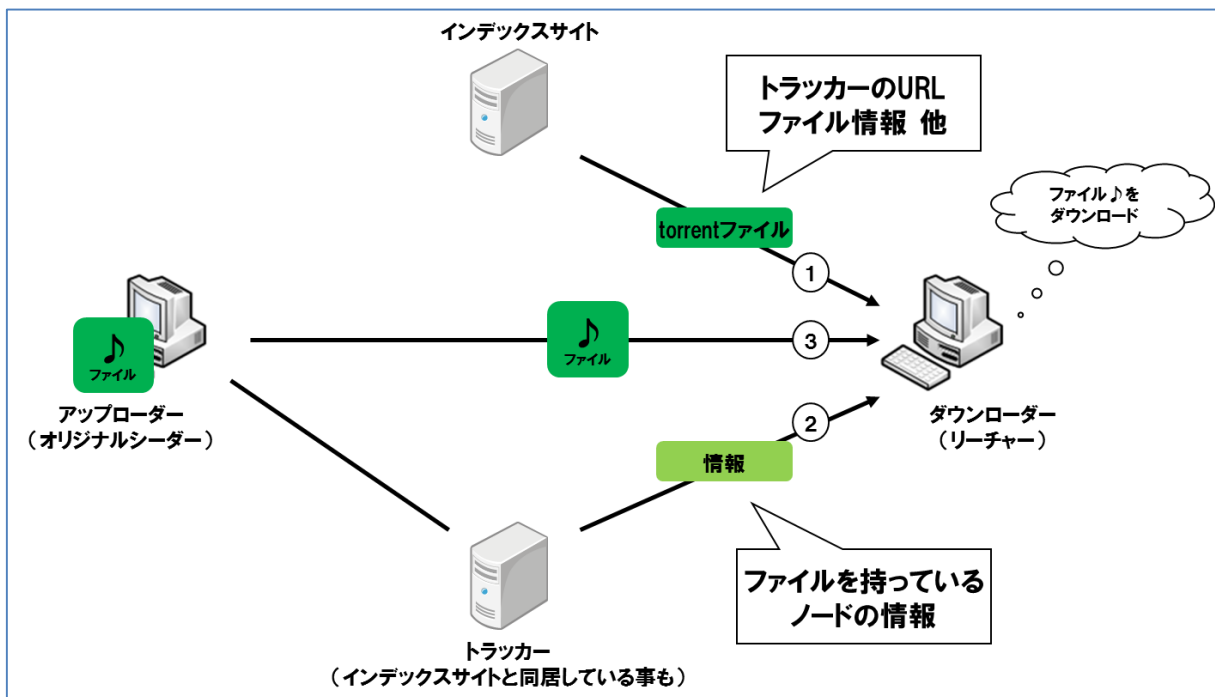 インデックスサイト
トラッカーのURL
ファイル情報 他
ファイル♪を
ダウンロード
torrentファイル
1
♪
ファイル
♪
ファイル
3
アップローダー
（オリジナルシーダー）
ダウンローダー
（リーチャー）
2
情報
ファイルを持っている
ノードの情報
トラッカー
（インデックスサイトと同居している事も）